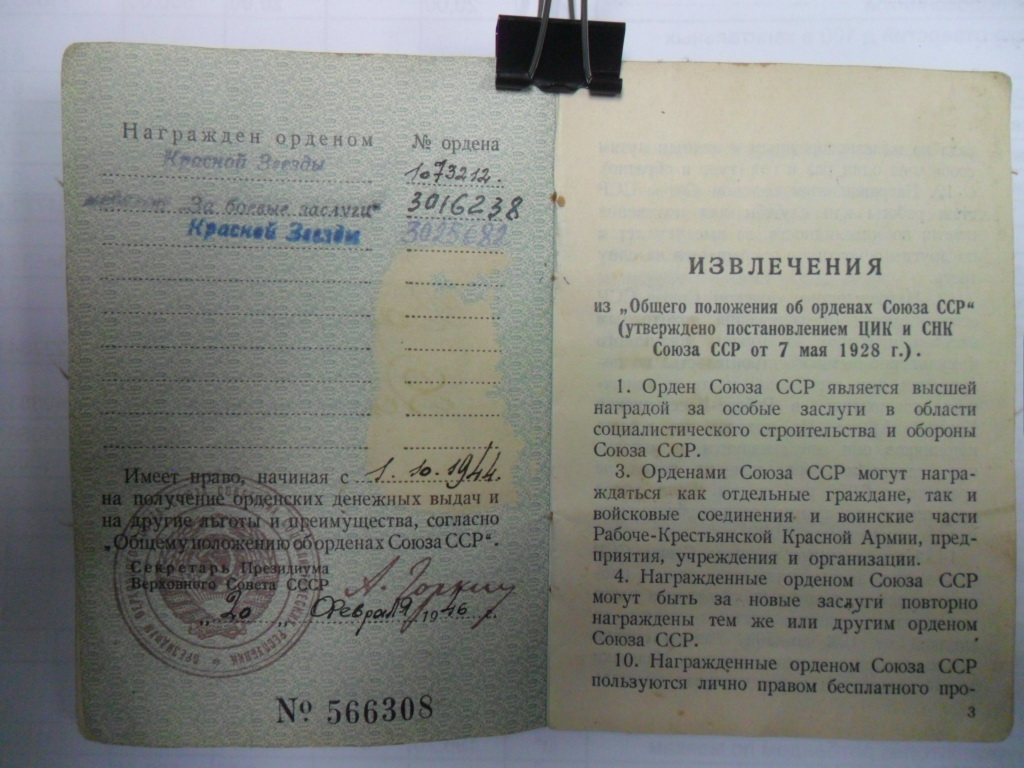 Награжден орденом № ордена
Красной Звезды 1073212.
„За боевые заслуги“ 3016238
Красной Звезды 3025682
Имеет право, начиная с 1. 10. 1944.
на получение орденских денежных выдач и
на другие льготы и преимущества, согласно
„Общему положению об орденах Союза ССР“.
Секретарь Президиума
Верховного Совета СССР А. Горкин
„20 „ Февраля 1946 г.
№ 566308
ИЗВЛЕЧЕНИЯ
из „Общего положения об орденах Союза ССР“
(утверждено постановлением ЦИК и СНК
Союза ССР от 7 мая 1928 г.).
1. Орден Союза ССР является высшей
наградой за особые заслуги в области
социалистического строительства и обороны
Союза ССР.
3. Орденами Союза ССР могут награ-
ждаться как отдельные граждане, так и
войсковые соединения и воинские части
Рабоче-Крестьянской Красной Армии, пред-
приятия, учреждения и организации.
4. Награжденные орденом Союза ССР
могут быть за новые заслуги повторно
награждены тем же или другим орденом
Союза ССР.
10. Награжденные орденом Союза ССР
пользуются лично правом бесплатного про-
3